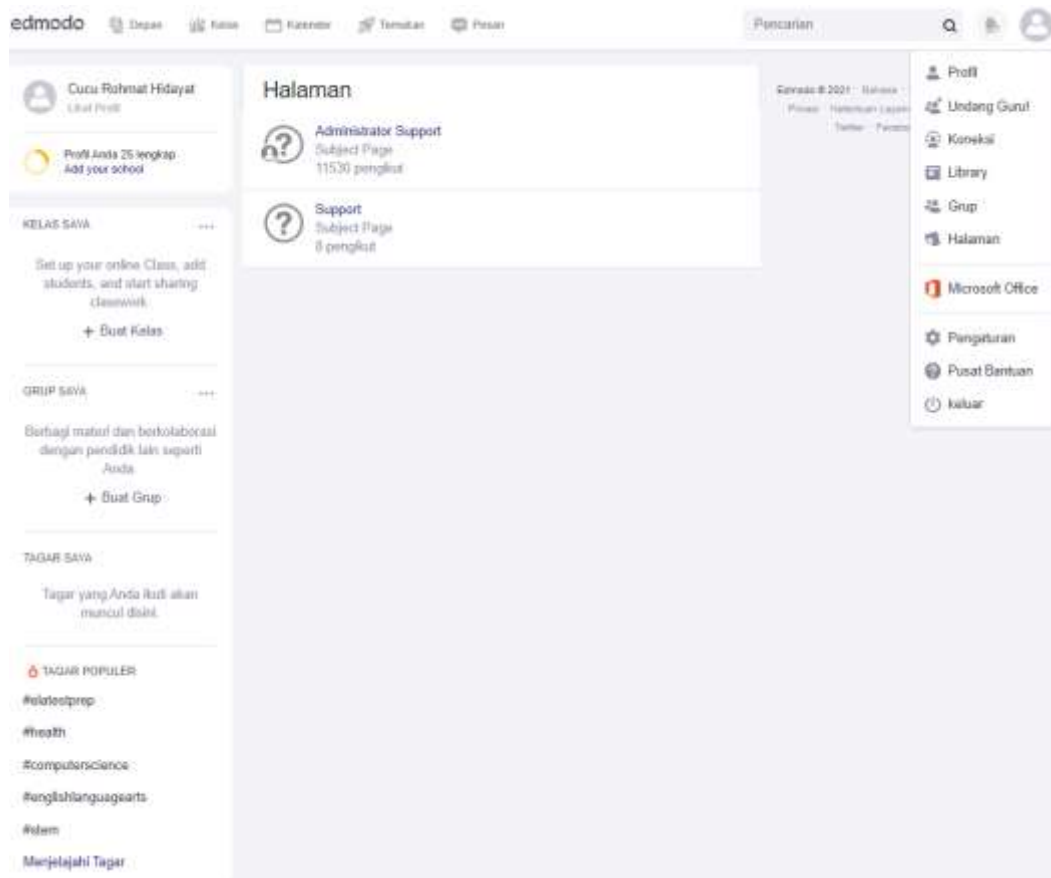 edmodo
Depan
Kelas
Kalender
Temukan
Pesan
Pencarian
Cucu Rohmat Hidayat
Lihat Profil
Profil Anda 25 lengkap
Add your school
KELAS SAYA
Set up your online Class, add
students, and start sharing
classwork
+ Buat Kelas
GRUP SAYA
Berbagi materi dan berkolaborasi
dengan pendidik lain seperti
Anda
+ Buat Grup
TAGAR SAYA
Tagar yang Anda ikuti akan
muncul disini.
TAGAR POPULER
#elatestprep
#health
#computerscience
#englishlanguagearts
#stem
Menjelajahi Tagar
Halaman
Administrator Support
Subject Page
11530 pengikut
Support
Subject Page
8 pengikut
Edmodo © 2021 Bahasa
Privasi
Twitter
Profil
Undang Guru!
Koneksi
Library
Grup
Halaman
Microsoft Office
Pengaturan
Pusat Bantuan
keluar